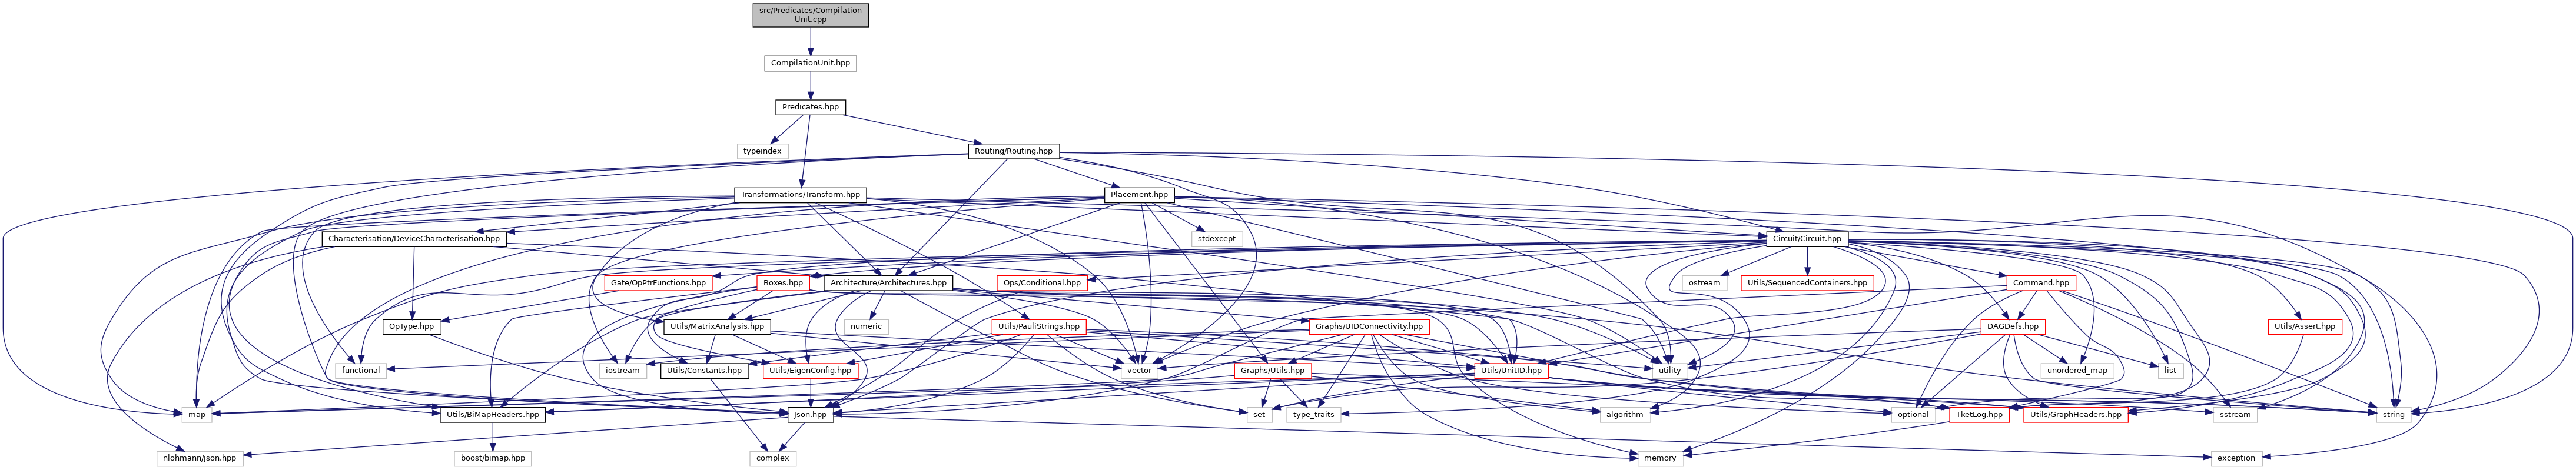 src/Predicates/Compilation
Unit.cpp
CompilationUnit.hpp
Predicates.hpp
typeindex
Routing/Routing.hpp
Transformations/Transform.hpp
Placement.hpp
Characterisation/DeviceCharacterisation.hpp
stdexcept
Circuit/Circuit.hpp
Gate/OpPtrFunctions.hpp
Boxes.hpp
Architecture/Architectures.hpp
Ops/Conditional.hpp
ostream
Utils/SequencedContainers.hpp
Command.hpp
OpType.hpp
Utils/MatrixAnalysis.hpp
numeric
Utils/PauliStrings.hpp
Graphs/UIDConnectivity.hpp
DAGDefs.hpp
Utils/Assert.hpp
functional
iostream
Utils/Constants.hpp
Utils/EigenConfig.hpp
vector
Graphs/Utils.hpp
Utils/UnitID.hpp
utility
unordered_map
list
map
Utils/BiMapHeaders.hpp
Json.hpp
set
type_traits
algorithm
optional
TketLog.hpp
Utils/GraphHeaders.hpp
sstream
string
nlohmann/json.hpp
boost/bimap.hpp
complex
memory
exception